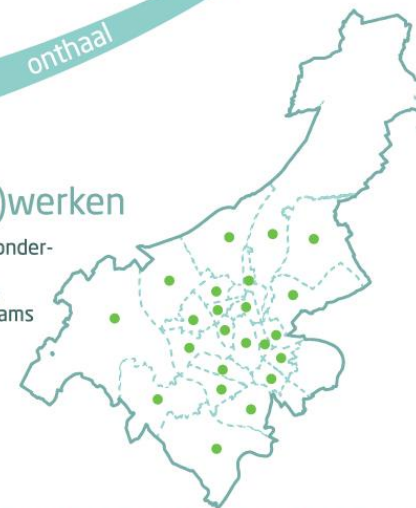 onthaal
)werken
onder-
ams